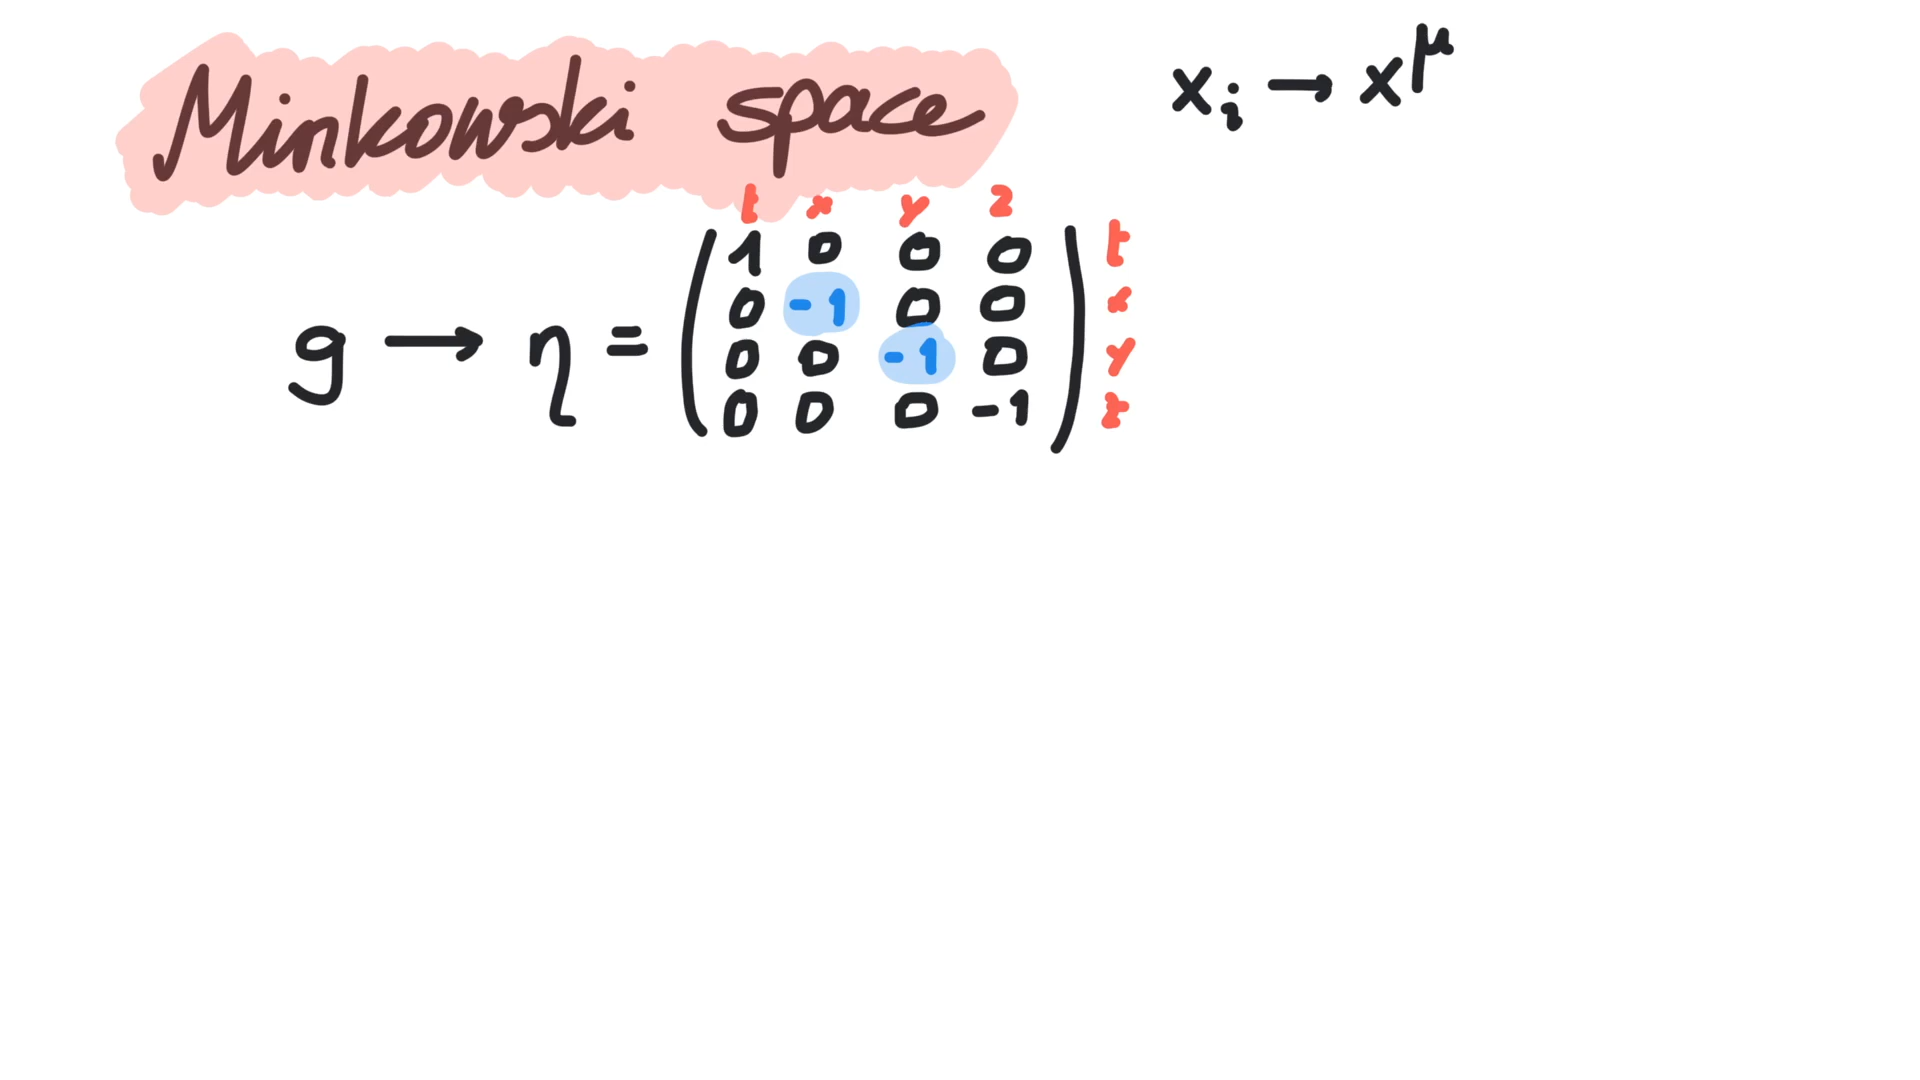 Minkowski space
x_i → x^μ
t x y z
g → η = ( 1 0 0 0 ) t
( 0 -1 0 0 ) x
( 0 0 -1 0 ) y
( 0 0 0 -1 ) z